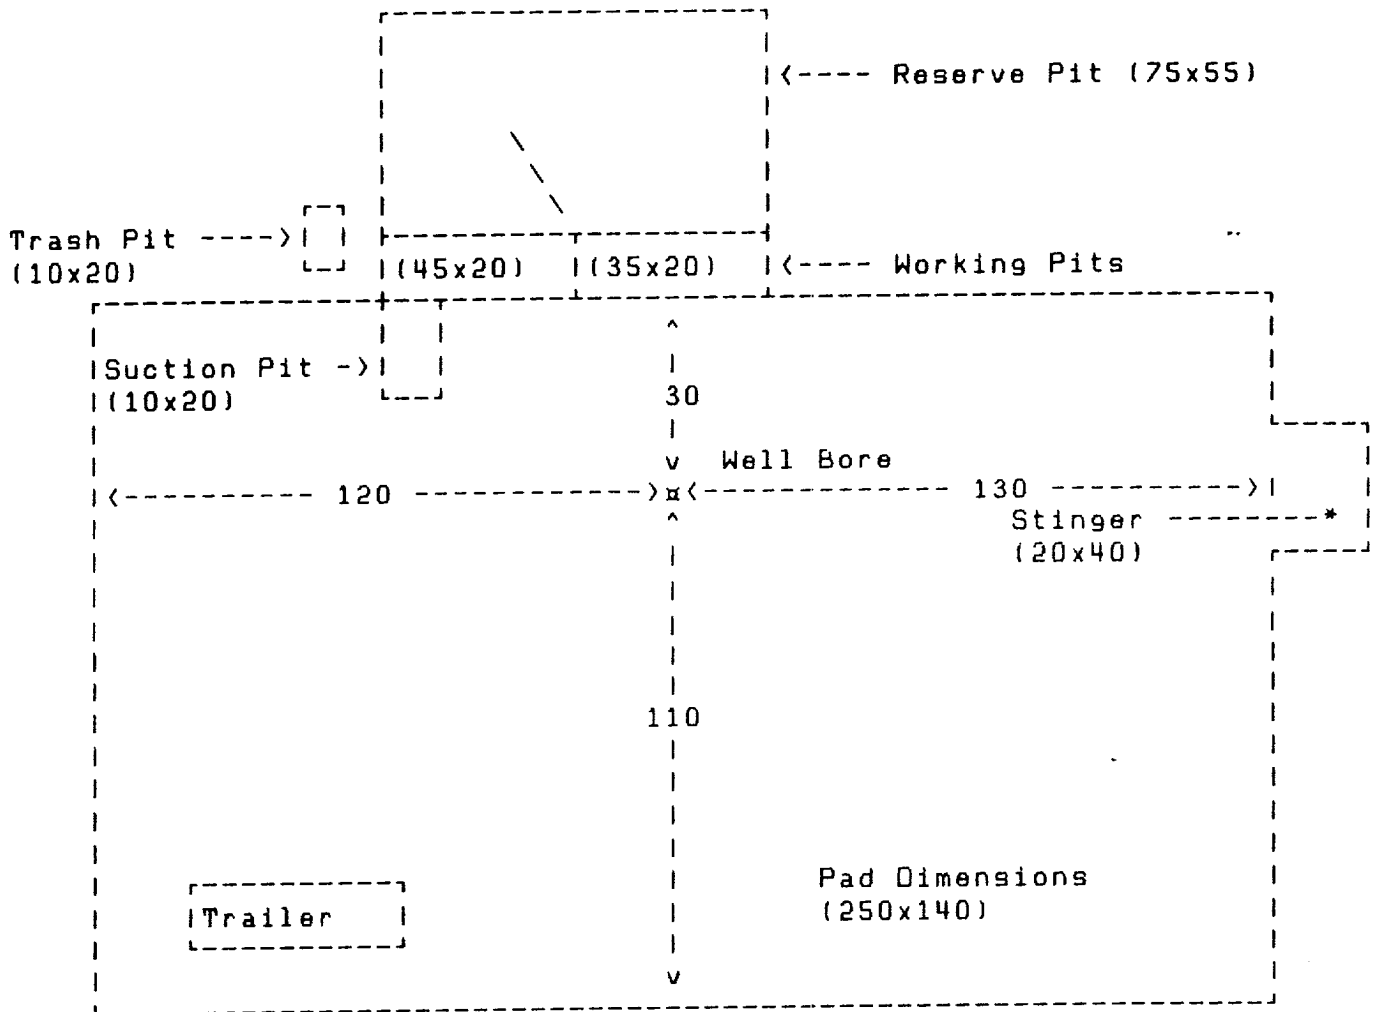 <---- Reserve Pit (75x55)
Trash Pit ---->
(10x20)
(45x20) (35x20) <---- Working Pits
Suction Pit ->
(10x20)
30
Well Bore
<---------- 120 ------------->¤<------------- 130 ---------->
Stinger --------*
(20x40)
110
Pad Dimensions
(250x140)
Trailer